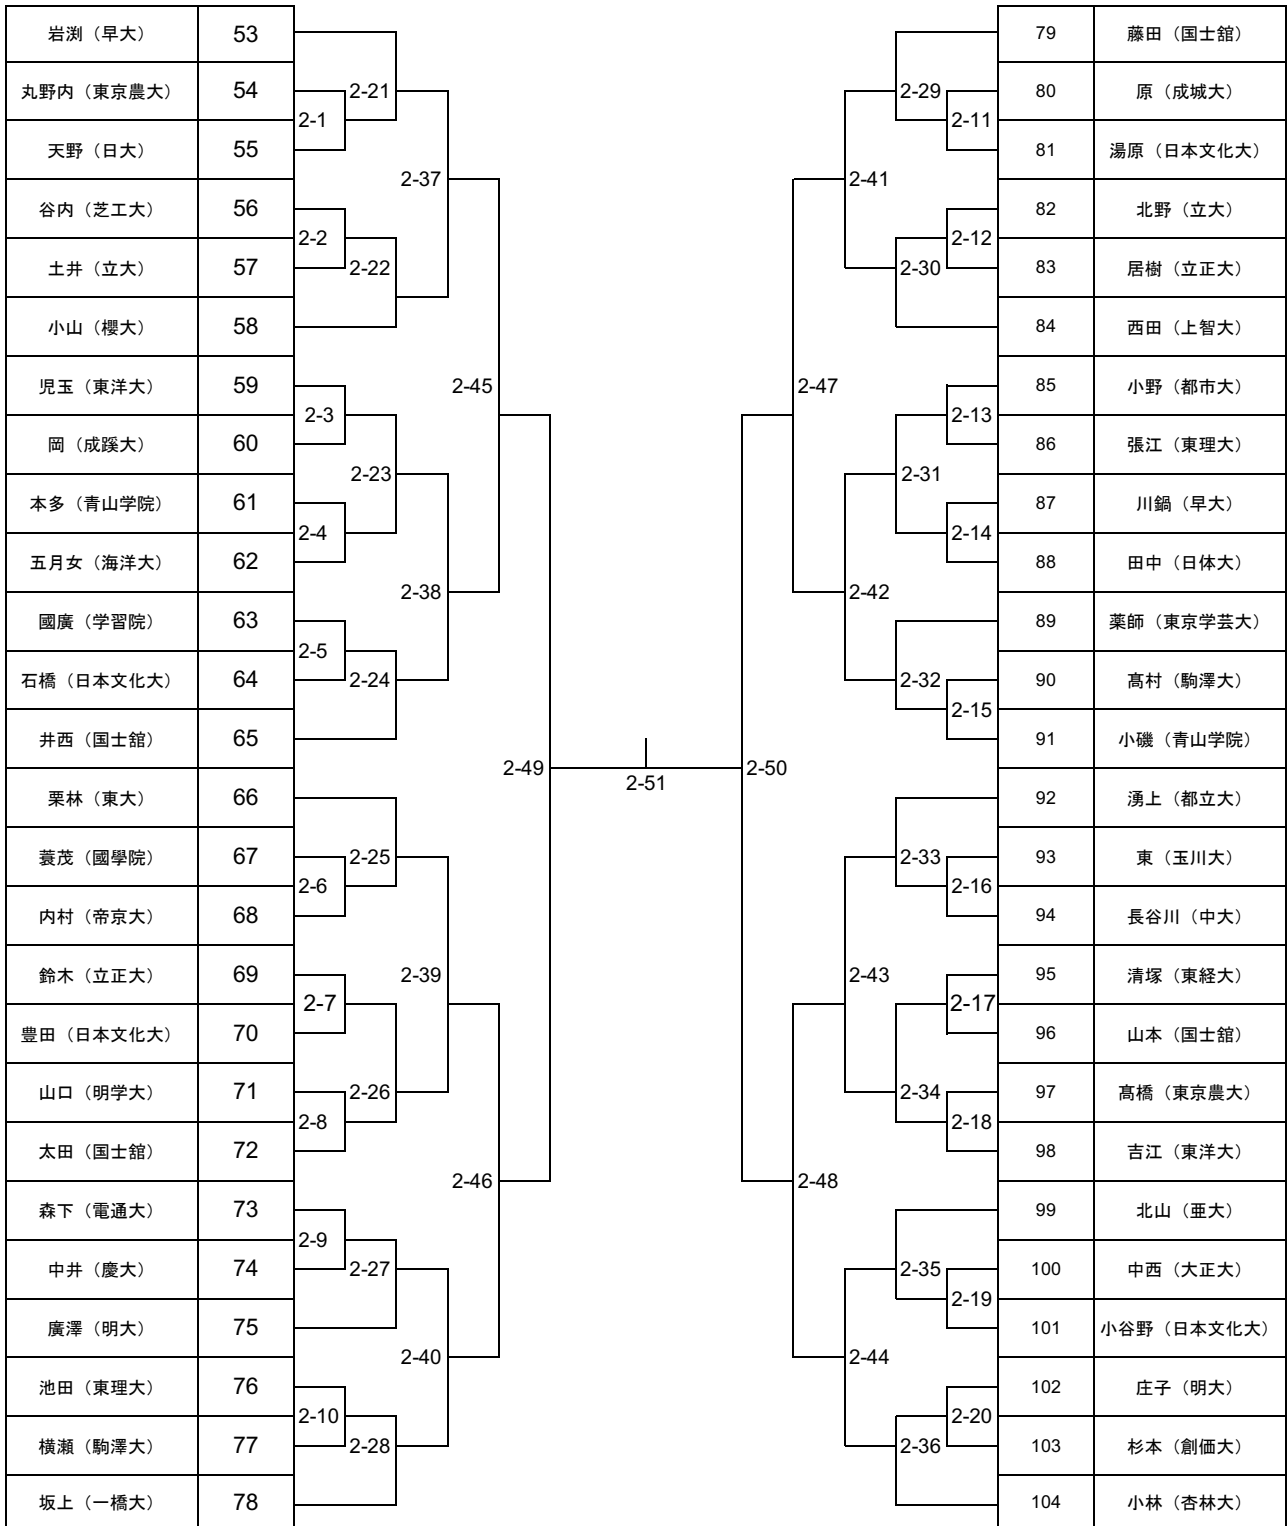 岩渕（早大） 53
丸野内（東京農大） 54
天野（日大） 55
谷内（芝工大） 56
土井（立大） 57
小山（櫻大） 58
児玉（東洋大） 59
岡（成蹊大） 60
本多（青山学院） 61
五月女（海洋大） 62
國廣（学習院） 63
石橋（日本文化大） 64
井西（国士舘） 65
栗林（東大） 66
蓑茂（國學院） 67
内村（帝京大） 68
鈴木（立正大） 69
豊田（日本文化大） 70
山口（明学大） 71
太田（国士舘） 72
森下（電通大） 73
中井（慶大） 74
廣澤（明大） 75
池田（東理大） 76
横瀬（駒澤大） 77
坂上（一橋大） 78
2-1
2-2
2-3
2-4
2-5
2-6
2-7
2-8
2-9
2-10
2-21
2-22
2-23
2-24
2-25
2-26
2-27
2-28
2-37
2-38
2-39
2-40
2-45
2-46
2-49
2-51
2-50
2-47
2-48
2-41
2-42
2-43
2-44
2-29
2-30
2-31
2-32
2-33
2-34
2-35
2-36
2-11
2-12
2-13
2-14
2-15
2-16
2-17
2-18
2-19
2-20
79 藤田（国士舘）
80 原（成城大）
81 湯原（日本文化大）
82 北野（立大）
83 居樹（立正大）
84 西田（上智大）
85 小野（都市大）
86 張江（東理大）
87 川鍋（早大）
88 田中（日体大）
89 薬師（東京学芸大）
90 髙村（駒澤大）
91 小磯（青山学院）
92 湧上（都立大）
93 東（玉川大）
94 長谷川（中大）
95 清塚（東経大）
96 山本（国士舘）
97 髙橋（東京農大）
98 吉江（東洋大）
99 北山（亜大）
100 中西（大正大）
101 小谷野（日本文化大）
102 庄子（明大）
103 杉本（創価大）
104 小林（杏林大）